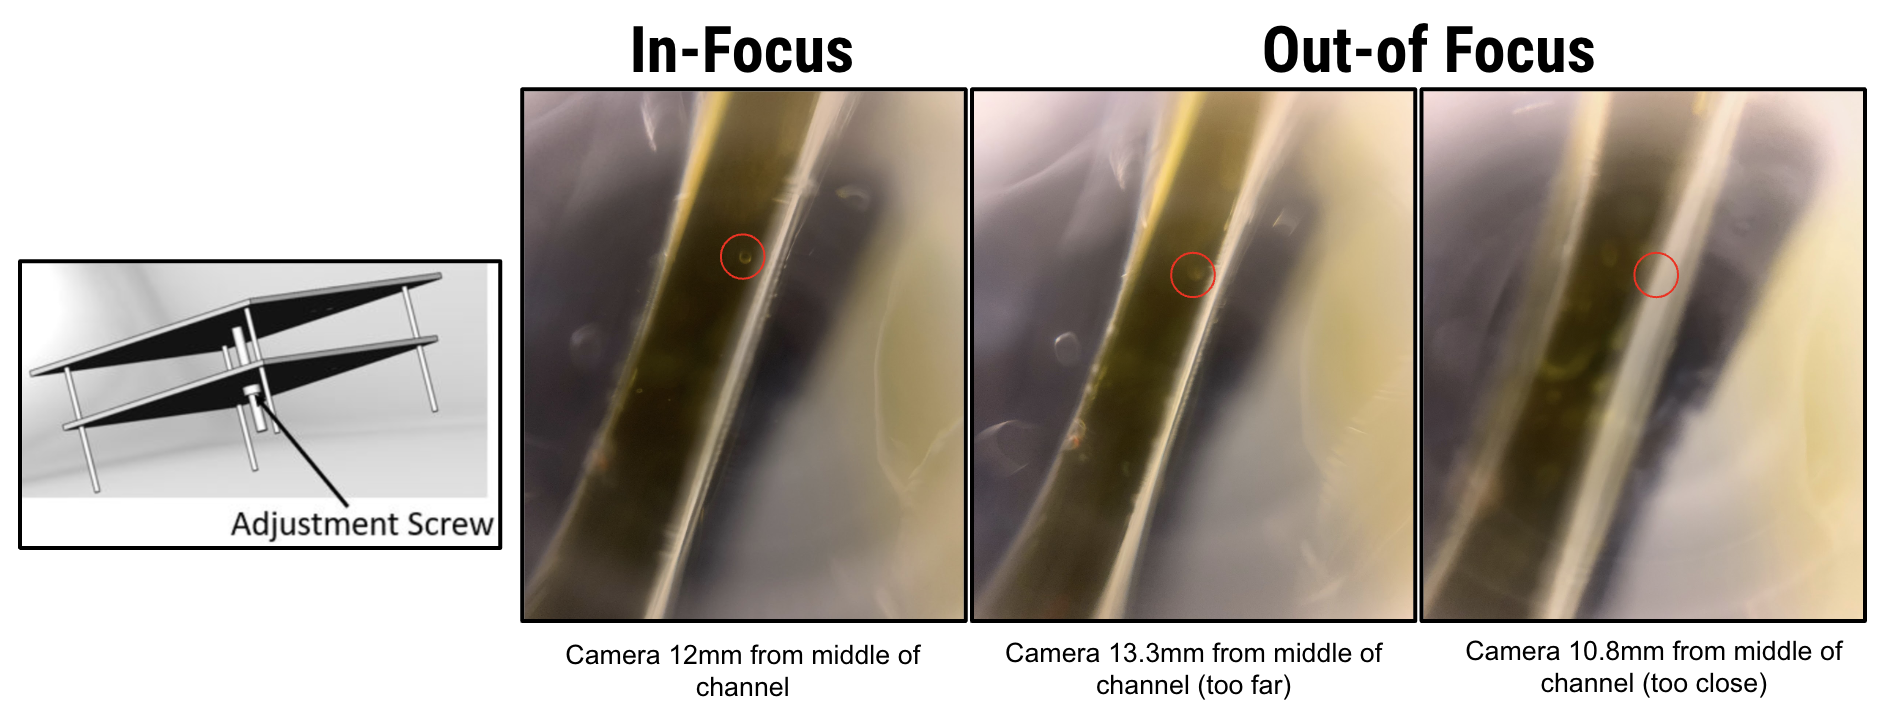 In-Focus
Out-of Focus
Adjustment Screw
Camera 12mm from middle of
channel
Camera 13.3mm from middle of
channel (too far)
Camera 10.8mm from middle of
channel (too close)